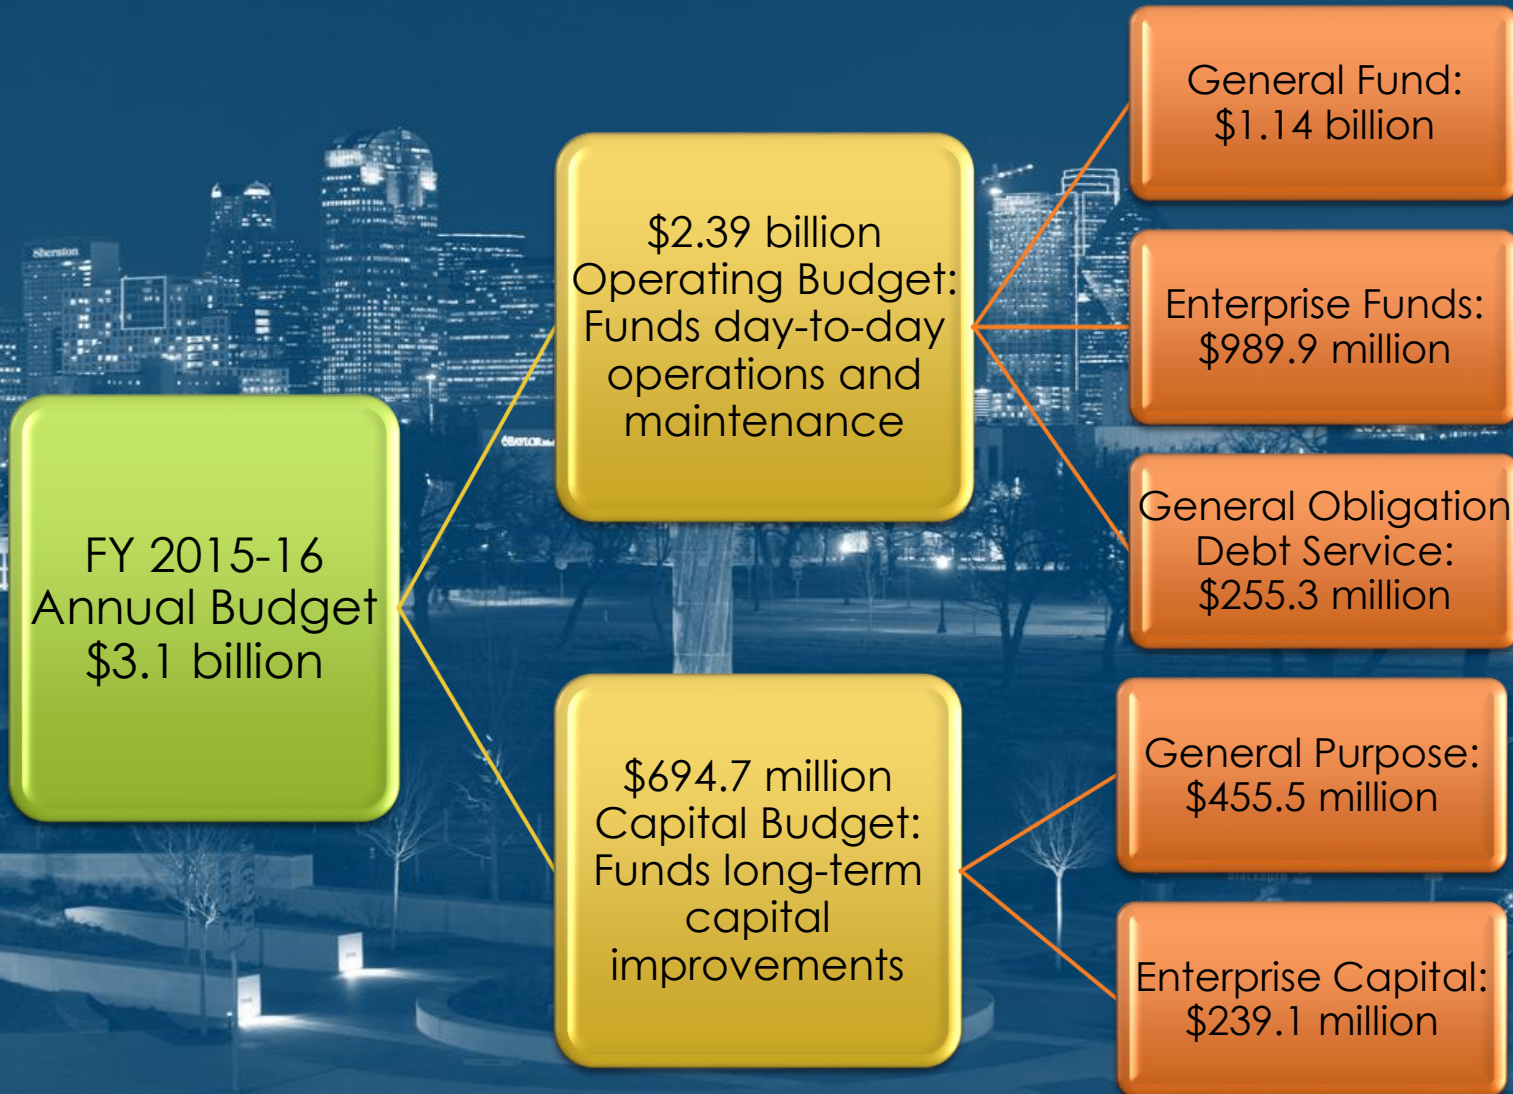 Sheraton
FY 2015-16
Annual Budget
$3.1 billion
$2.39 billion
Operating Budget:
Funds day-to-day
operations and
maintenance
$694.7 million
Capital Budget:
Funds long-term
capital
improvements
General Fund:
$1.14 billion
Enterprise Funds:
$989.9 million
General Obligation
Debt Service:
$255.3 million
General Purpose:
$455.5 million
Enterprise Capital:
$239.1 million